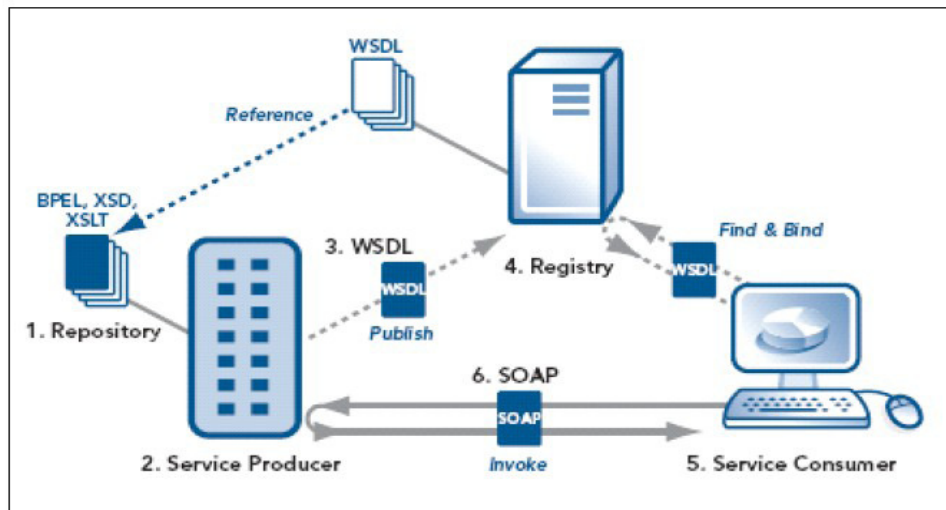 WSDL
Reference
BPEL, XSD,
XSLT
1. Repository
3. WSDL
WSDL
Publish
4. Registry
Find & Bind
WSDL
6. SOAP
SOAP
Invoke
2. Service Producer
5. Service Consumer